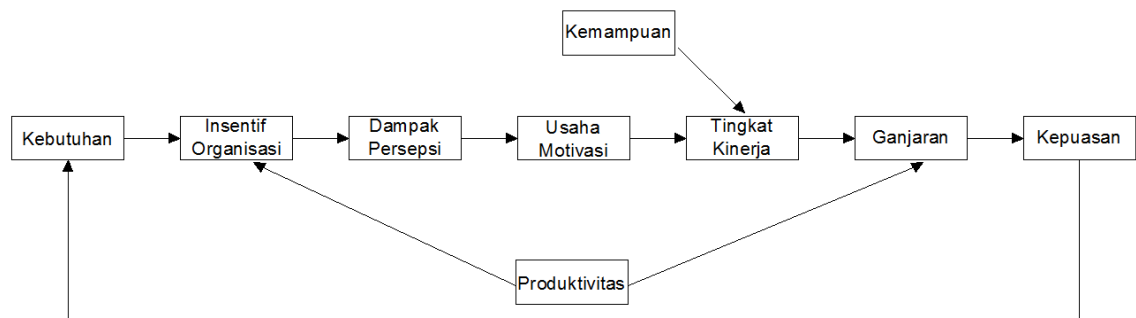 Kemampuan
Kebutuhan
Insentif
Organisasi
Dampak
Persepsi
Usaha
Motivasi
Tingkat
Kinerja
Ganjaran
Kepuasan
Produktivitas